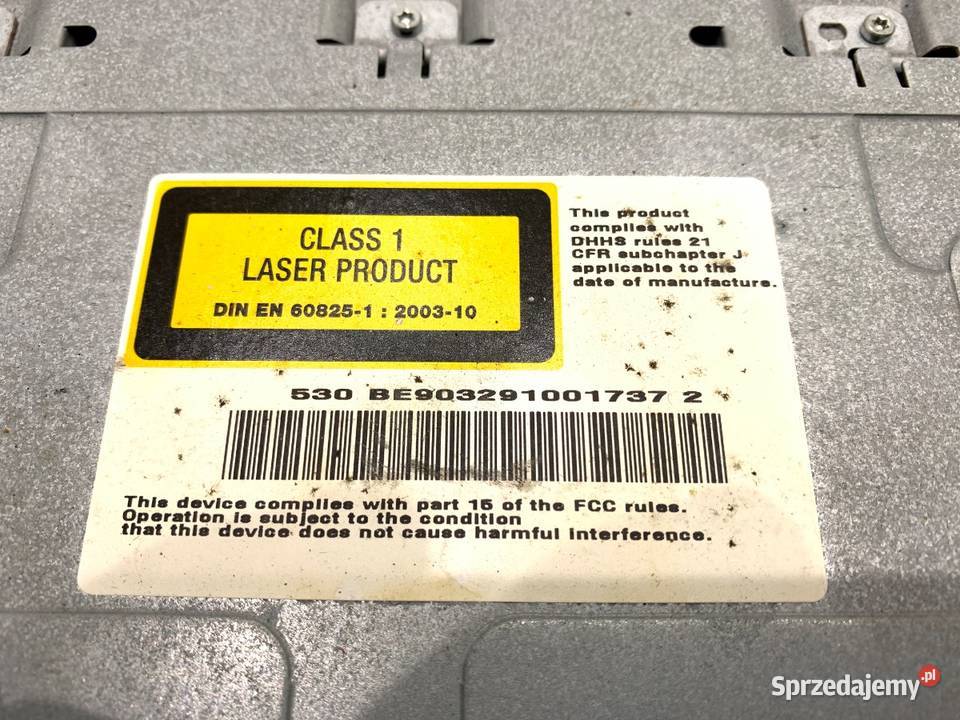 CLASS 1
LASER PRODUCT
DIN EN 60825-1 : 2003-10
This product
complies with
DHHS rules 21
CFR subchapter J
applicable to the
date of manufacture.
530 BE903291001737 2
This device complies with part 15 of the FCC rules.
Operation is subject to the condition
that this device does not cause harmful interference.
Sprzedajemy.pl